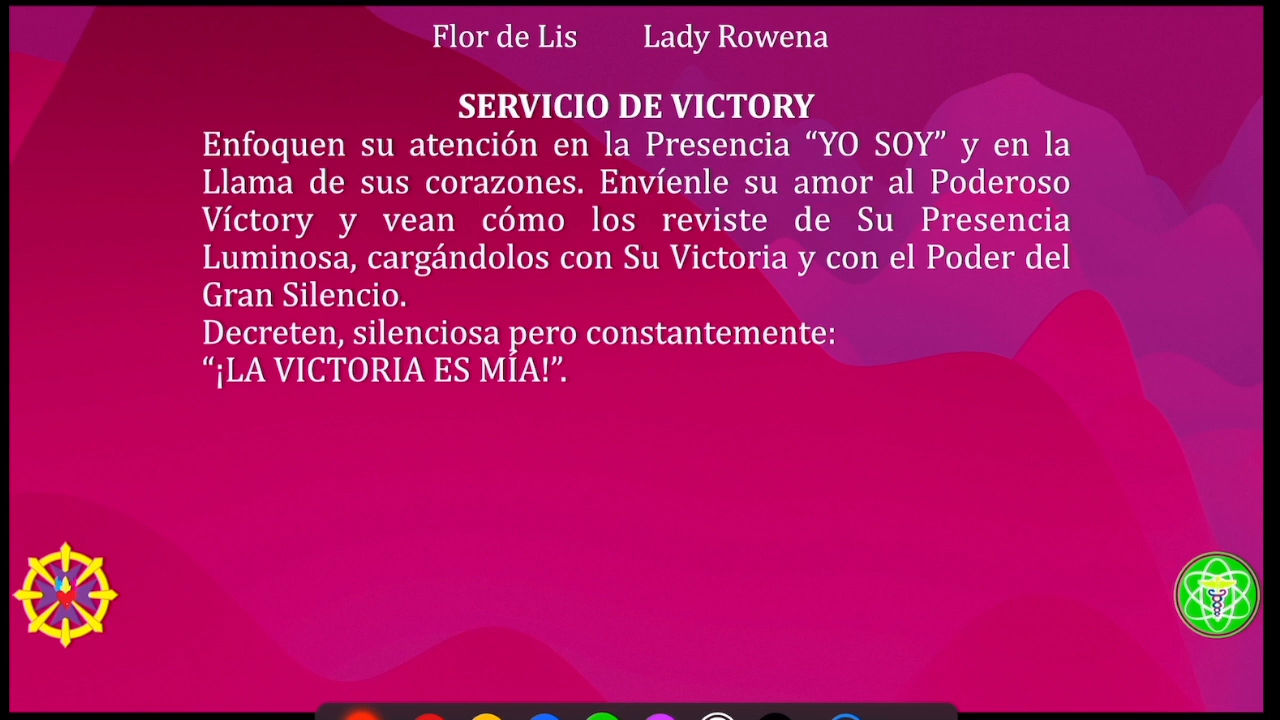 Flor de Lis Lady Rowena
SERVICIO DE VICTORY
Enfoquen su atención en la Presencia “YO SOY” y en la
Llama de sus corazones. Envíenle su amor al Poderoso
Víctory y vean cómo los reviste de Su Presencia
Luminosa, cargándolos con Su Victoria y con el Poder del
Gran Silencio.
Decreten, silenciosa pero constantemente:
“¡LA VICTORIA ES MÍA!”.